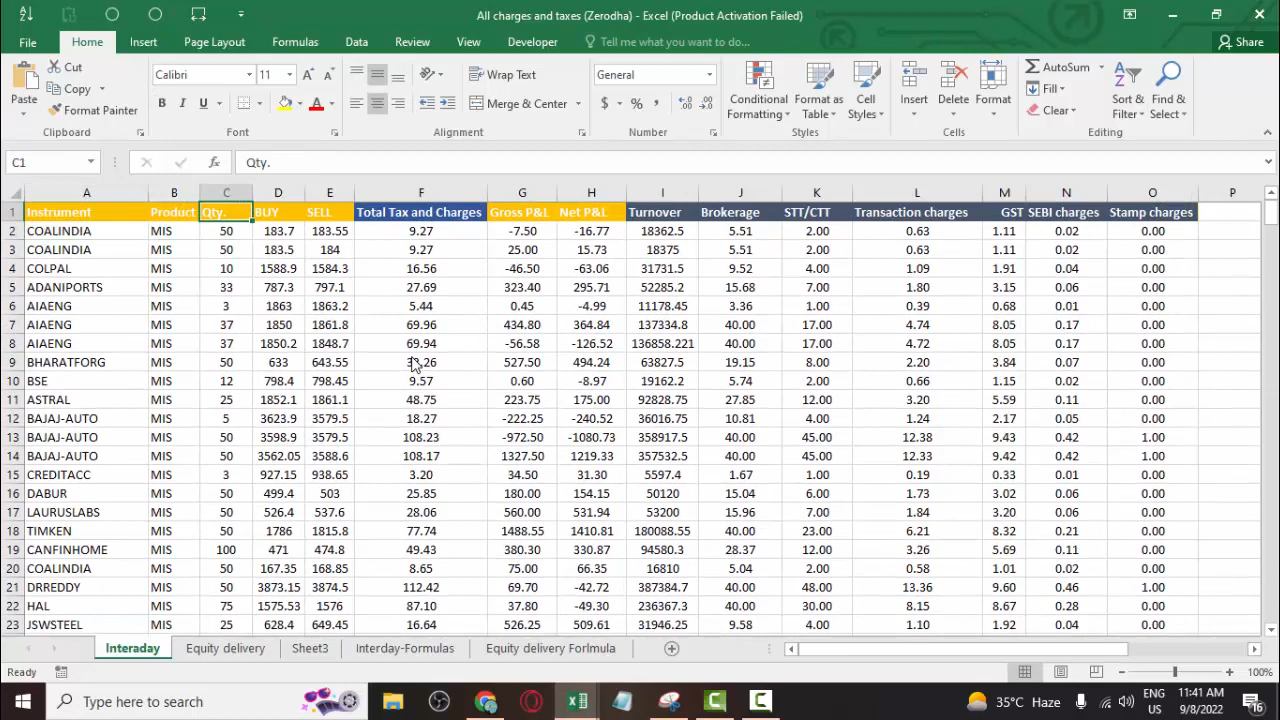 All charges and taxes (Zerodha) - Excel (Product Activation Failed)
File Home Insert Page Layout Formulas Data Review View Developer Tell me what you want to do... Share
Paste Cut Copy Format Painter Clipboard
Calibri 11 B I U A Font
Wrap Text Merge & Center Alignment
General $ % Number
Conditional Formatting Format as Table Cell Styles Styles
Insert Delete Format Cells
AutoSum Fill Clear Sort & Filter Find & Select Editing
C1 fx Qty.
A B C D E F G H I J K L M N O P
1 Instrument Product Qty. BUY SELL Total Tax and Charges Gross P&L Net P&L Turnover Brokerage STT/CTT Transaction charges GST SEBI charges Stamp charges
2 COALINDIA MIS 50 183.7 183.55 9.27 -7.50 -16.77 18362.5 5.51 2.00 0.63 1.11 0.02 0.00
3 COALINDIA MIS 50 183.5 184 9.27 25.00 15.73 18375 5.51 2.00 0.63 1.11 0.02 0.00
4 COLPAL MIS 10 1588.9 1584.3 16.56 -46.50 -63.06 31731.5 9.52 4.00 1.09 1.91 0.04 0.00
5 ADANIPORTS MIS 33 787.3 797.1 27.69 323.40 295.71 52285.2 15.68 7.00 1.80 3.15 0.06 0.00
6 AIAENG MIS 3 1863 1863.2 5.44 0.45 -4.99 11178.45 3.36 1.00 0.39 0.68 0.01 0.00
7 AIAENG MIS 37 1850 1861.8 69.96 434.80 364.84 137334.8 40.00 17.00 4.74 8.05 0.17 0.00
8 AIAENG MIS 37 1850.2 1848.7 69.94 -56.58 -126.52 136858.221 40.00 17.00 4.72 8.05 0.17 0.00
9 BHARATFORG MIS 50 633 643.55 527.50 494.24 63827.5 19.15 8.00 2.20 3.84 0.07 0.00
10 BSE MIS 12 798.4 798.45 9.57 0.60 -8.97 19162.2 5.74 2.00 0.66 1.15 0.02 0.00
11 ASTRAL MIS 25 1852.1 1861.1 48.75 223.75 175.00 92828.75 27.85 12.00 3.20 5.59 0.11 0.00
12 BAJAJ-AUTO MIS 5 3623.9 3579.5 18.27 -222.25 -240.52 36016.75 10.81 4.00 1.24 2.17 0.05 0.00
13 BAJAJ-AUTO MIS 50 3598.9 3579.5 108.23 -972.50 -1080.73 358917.5 40.00 45.00 12.38 9.43 0.42 1.00
14 BAJAJ-AUTO MIS 50 3562.05 3588.6 108.17 1327.50 1219.33 357532.5 40.00 45.00 12.33 9.42 0.42 1.00
15 CREDITACC MIS 3 927.15 938.65 3.20 34.50 31.30 5597.4 1.67 1.00 0.19 0.33 0.01 0.00
16 DABUR MIS 50 499.4 503 25.85 180.00 154.15 50120 15.04 6.00 1.73 3.02 0.06 0.00
17 LAURUSLABS MIS 50 526.4 537.6 28.06 560.00 531.94 53200 15.96 7.00 1.84 3.20 0.06 0.00
18 TIMKEN MIS 50 1786 1815.8 77.74 1488.55 1410.81 180088.55 40.00 23.00 6.21 8.32 0.21 0.00
19 CANFINHOME MIS 100 471 474.8 49.43 380.30 330.87 94580.3 28.37 12.00 3.26 5.69 0.11 0.00
20 COALINDIA MIS 50 167.35 168.85 8.65 75.00 66.35 16810 5.04 2.00 0.58 1.01 0.02 0.00
21 DRREDDY MIS 50 3873.15 3874.5 112.42 69.70 -42.72 387384.7 40.00 48.00 13.36 9.60 0.46 1.00
22 HAL MIS 75 1575.53 1576 87.10 37.80 -49.30 236367.3 40.00 30.00 8.15 8.67 0.28 0.00
23 JSWSTEEL MIS 25 628.4 649.45 16.64 526.25 509.61 31946.25 9.58 4.00 1.10 1.92 0.04 0.00
Interaday Equity delivery Sheet3 Interday-Formulas Equity delivery Forlmula
Ready 100%
Type here to search 35°C Haze ENG US 11:41 AM 9/8/2022 16